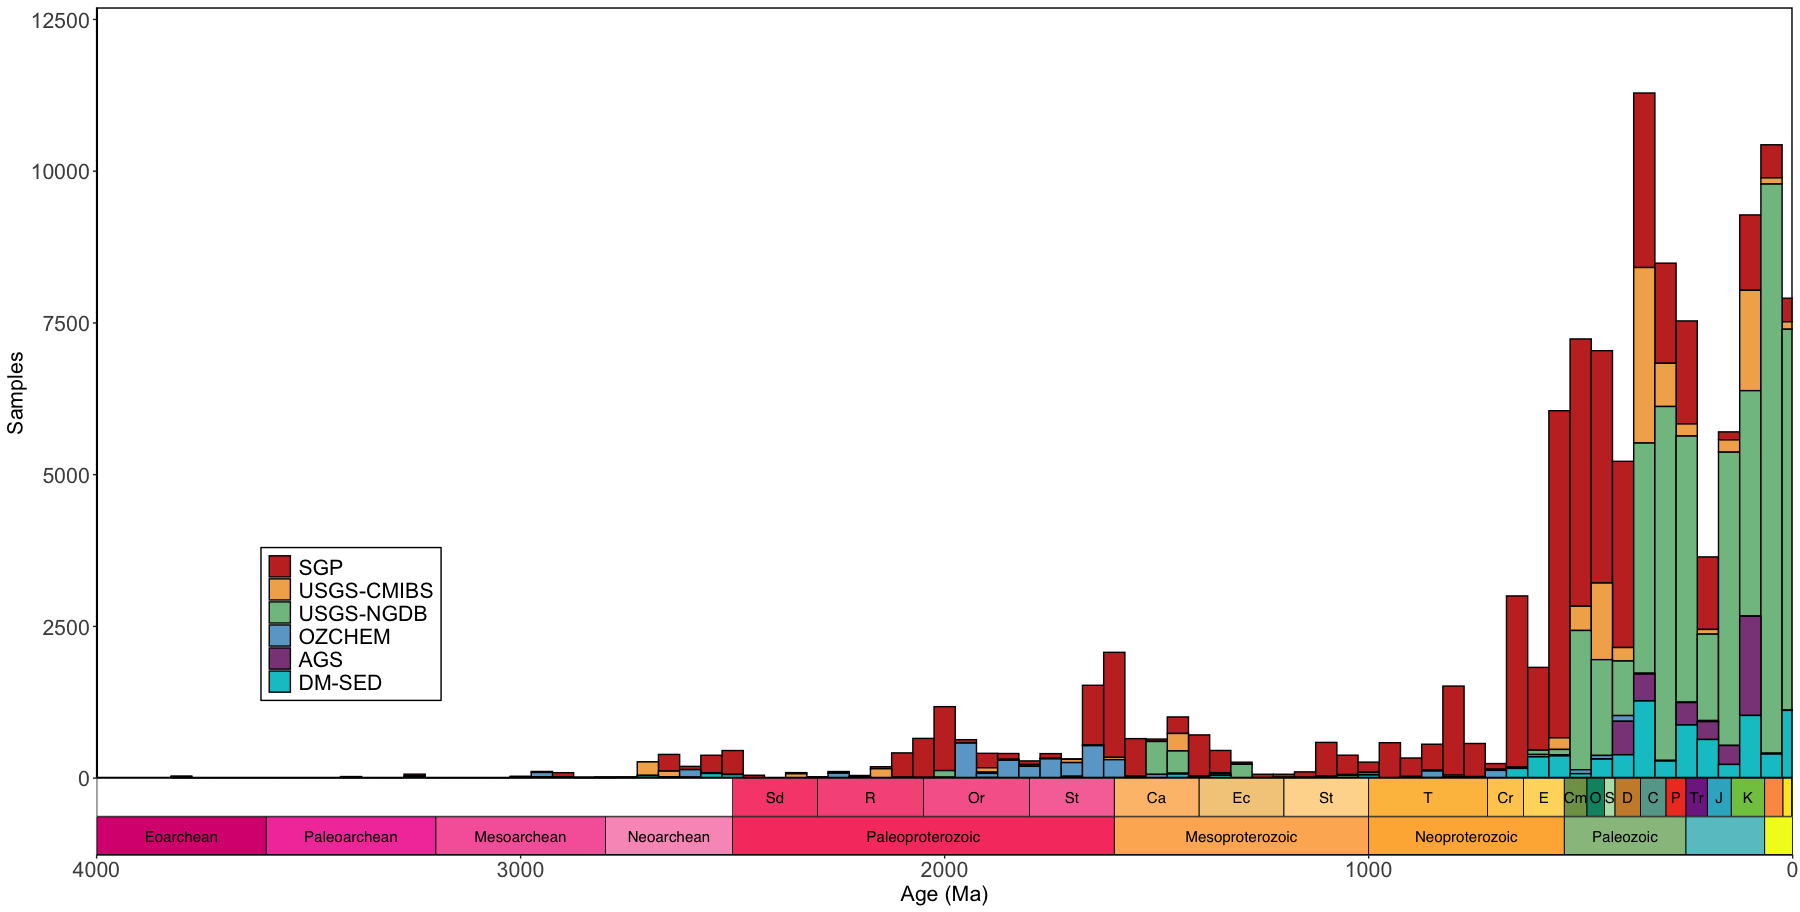 12500
10000
7500
5000
2500
0
Samples
SGP
USGS-CMIBS
USGS-NGDB
OZCHEM
AGS
DM-SED
Sd R Or St Ca Ec St T Cr E Cm O S D C P Tr J K
Eoarchean Paleoarchean Mesoarchean Neoarchean Paleoproterozoic Mesoproterozoic Neoproterozoic Paleozoic
4000 3000 2000 1000 0
Age (Ma)